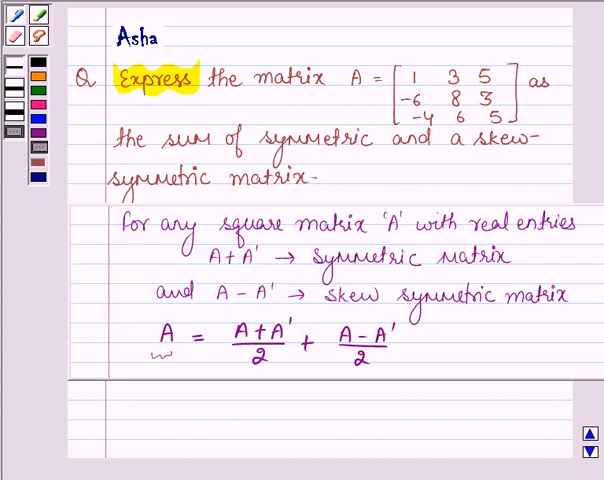 Asha
Q Express the matrix A = [ 1 3 5 ] as
-6 8 3
-4 6 5
the sum of symmetric and a skew-
symmetric matrix-
For any square matrix 'A' with real entries
A+A' → symmetric matrix
and A - A' → skew symmetric matrix
A = A+A'/2 + A-A'/2